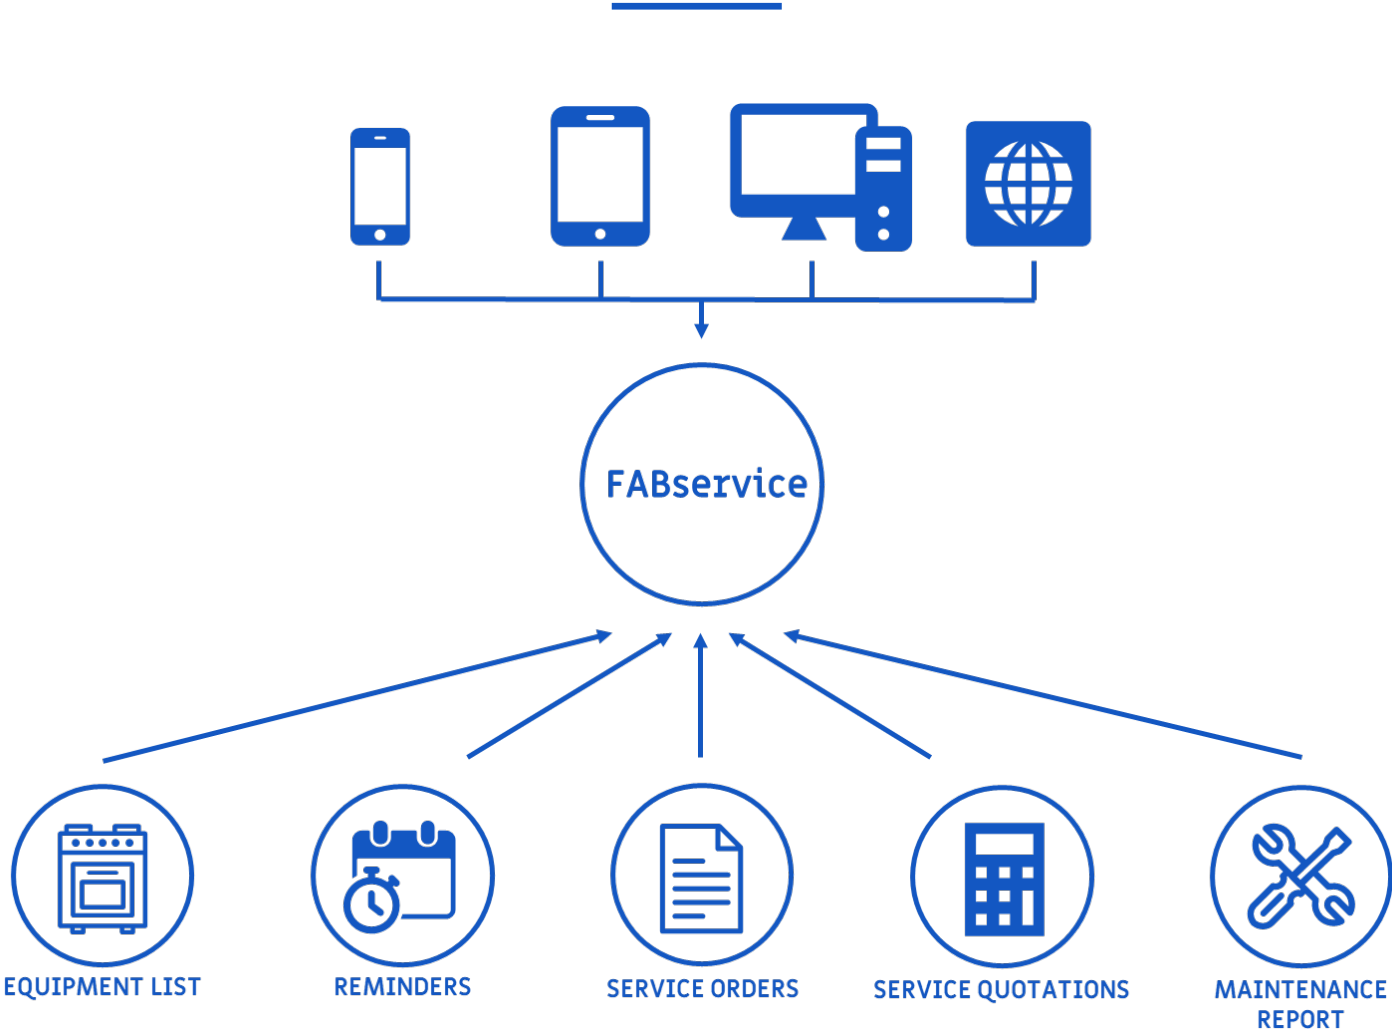 FABservice
EQUIPMENT LIST
REMINDERS
SERVICE ORDERS
SERVICE QUOTATIONS
MAINTENANCE
REPORT